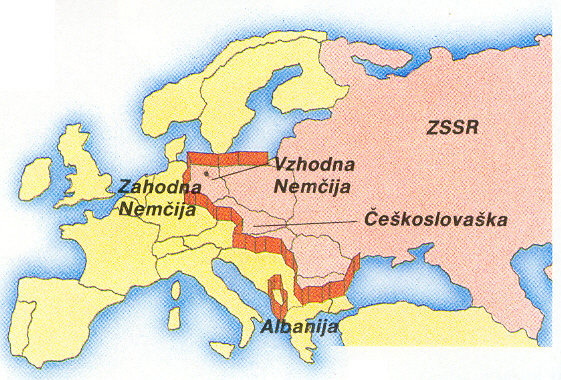 ZSSR
Vzhodna
Nemčija
Zahodna
Nemčija
Češkoslovaška
Albanija